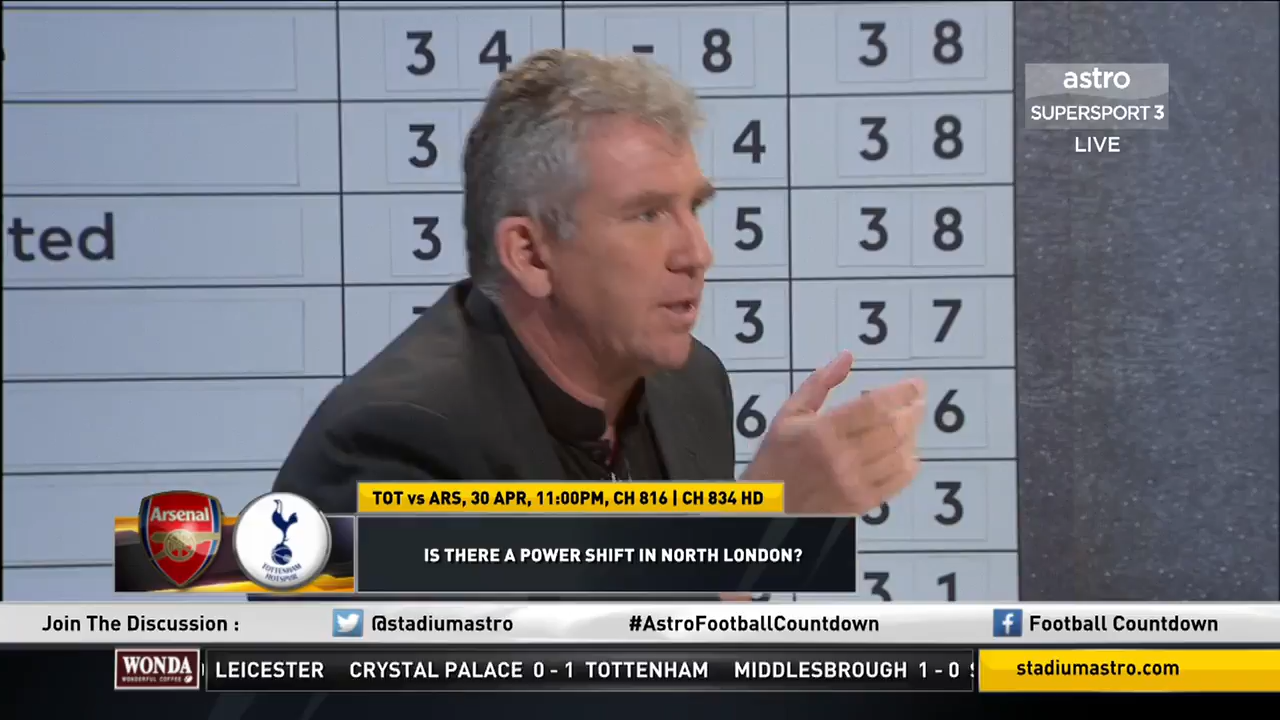 3 4 - 8 3 8
astro
SUPERSPORT 3
LIVE
3 4 3 8
ted 3 5 3 8
3 3 7
6 6
3
3 1
TOT vs ARS, 30 APR, 11:00PM, CH 816 | CH 834 HD
Arsenal
TOTTENHAM
HOTSPUR
IS THERE A POWER SHIFT IN NORTH LONDON?
Join The Discussion : @stadiumastro #AstroFootballCountdown Football Countdown
WONDA
WONDERFUL COFFEE
LEICESTER CRYSTAL PALACE 0 - 1 TOTTENHAM MIDDLESBROUGH 1 - 0
stadiumastro.com